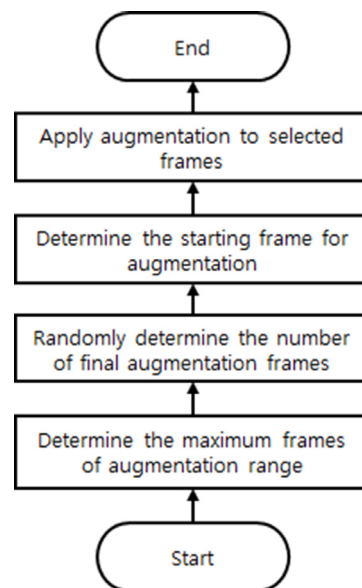 End
Apply augmentation to selected
frames
Determine the starting frame for
augmentation
Randomly determine the number
of final augmentation frames
Determine the maximum frames
of augmentation range
Start